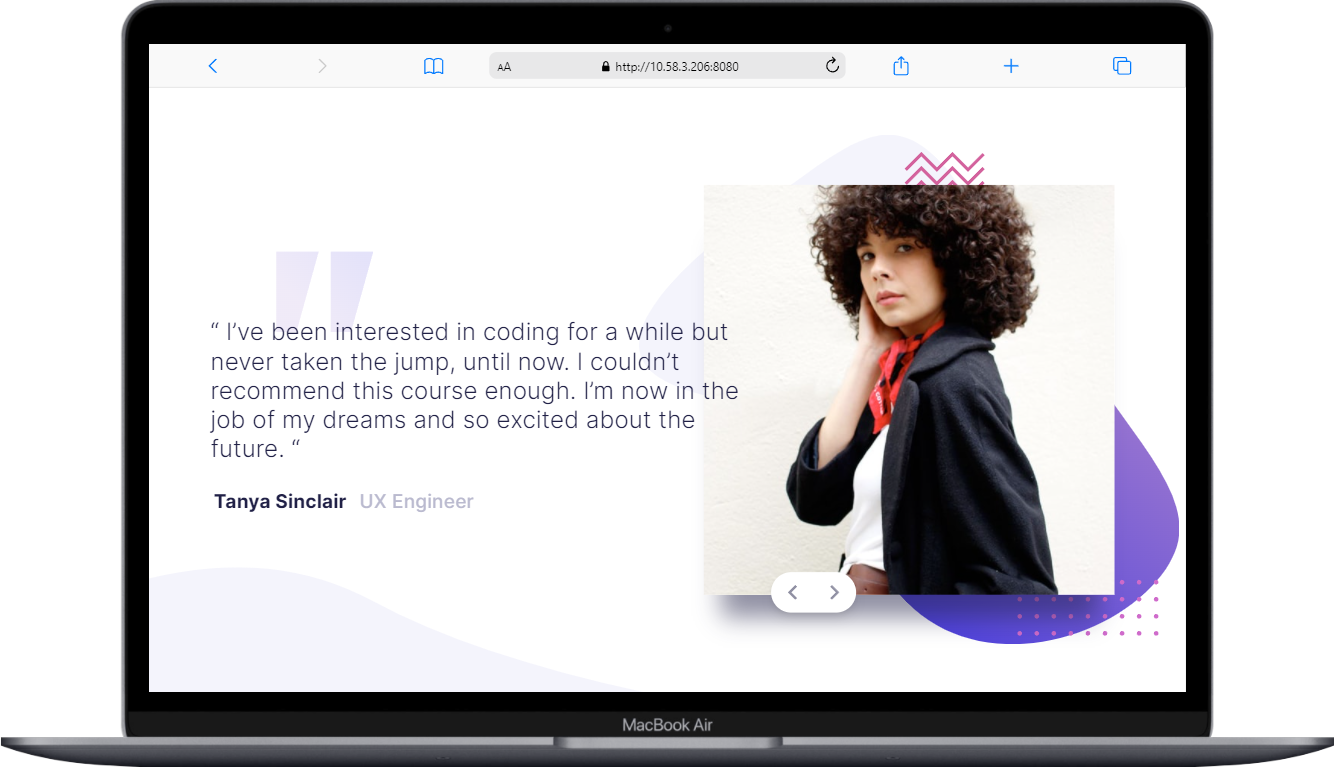 AA
http://10.58.3.206:8080
“ I’ve been interested in coding for a while but
never taken the jump, until now. I couldn’t
recommend this course enough. I’m now in the
job of my dreams and so excited about the
future. “
Tanya Sinclair UX Engineer
MacBook Air